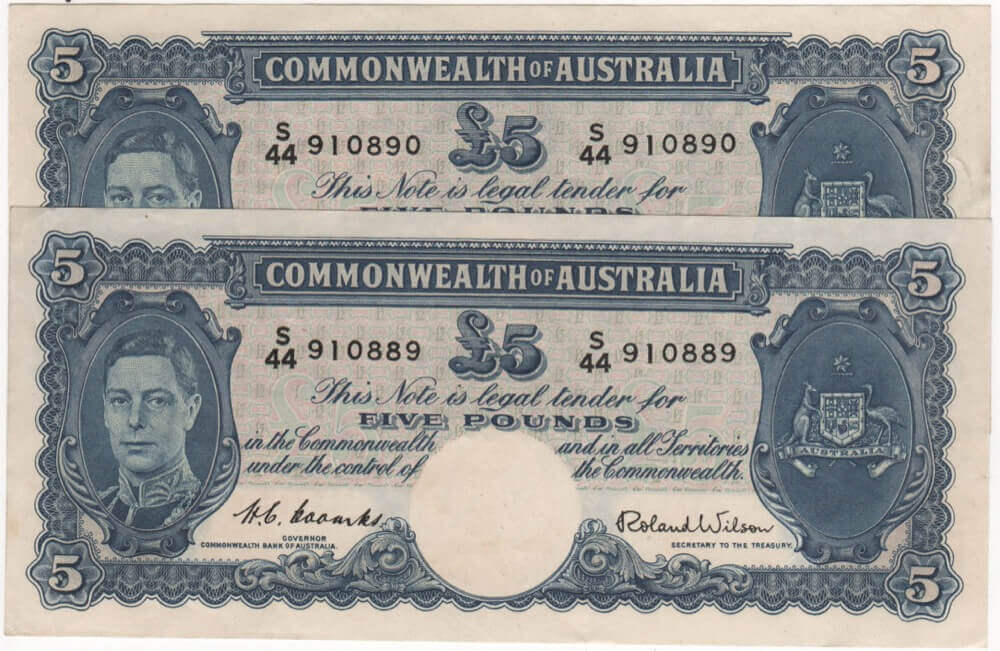 5 COMMONWEALTH OF AUSTRALIA 5
S/44 910890 £5 S/44 910890
This Note is legal tender for
FIVE POUNDS
5 COMMONWEALTH OF AUSTRALIA 5
S/44 910889 £5 S/44 910889
This Note is legal tender for
FIVE POUNDS
in the Commonwealth and in all Territories
under the control of the Commonwealth.
AUSTRALIA
H.C. Coombs Roland Wilson
GOVERNOR
COMMONWEALTH BANK OF AUSTRALIA. SECRETARY TO THE TREASURY.
5 5